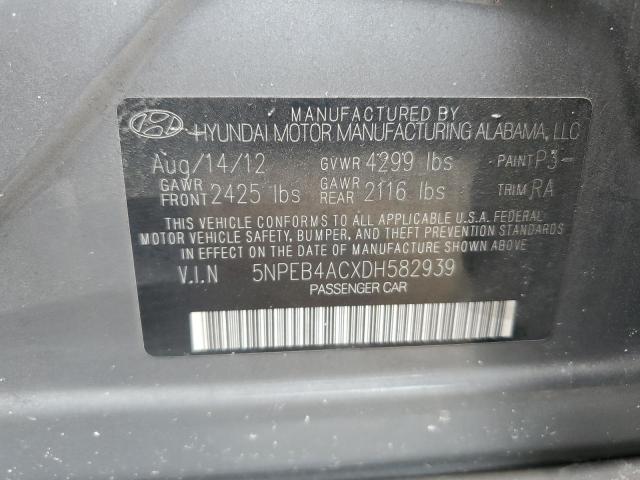 MANUFACTURED BY
HYUNDAI MOTOR MANUFACTURING ALABAMA, LLC
Aug/14/12 GVWR 4299 lbs PAINT P3-
GAWR FRONT 2425 lbs GAWR REAR 2116 lbs TRIM RA
THIS VEHICLE CONFORMS TO ALL APPLICABLE U.S.A. FEDERAL
MOTOR VEHICLE SAFETY, BUMPER, AND THEFT PREVENTION STANDARDS
IN EFFECT ON THE DATE OF MANUFACTURE SHOWN ABOVE
V.I.N 5NPEB4ACXDH582939
PASSENGER CAR